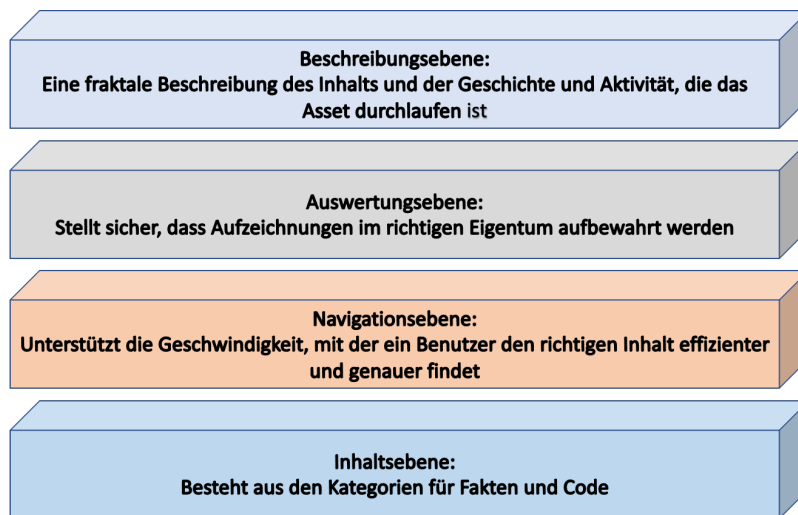 Beschreibungsebene:
Eine fraktale Beschreibung des Inhalts und der Geschichte und Aktivität, die das
Asset durchlaufen ist
Auswertungsebene:
Stellt sicher, dass Aufzeichnungen im richtigen Eigentum aufbewahrt werden
Navigationsebene:
Unterstützt die Geschwindigkeit, mit der ein Benutzer den richtigen Inhalt effizienter
und genauer findet
Inhaltsebene:
Besteht aus den Kategorien für Fakten und Code